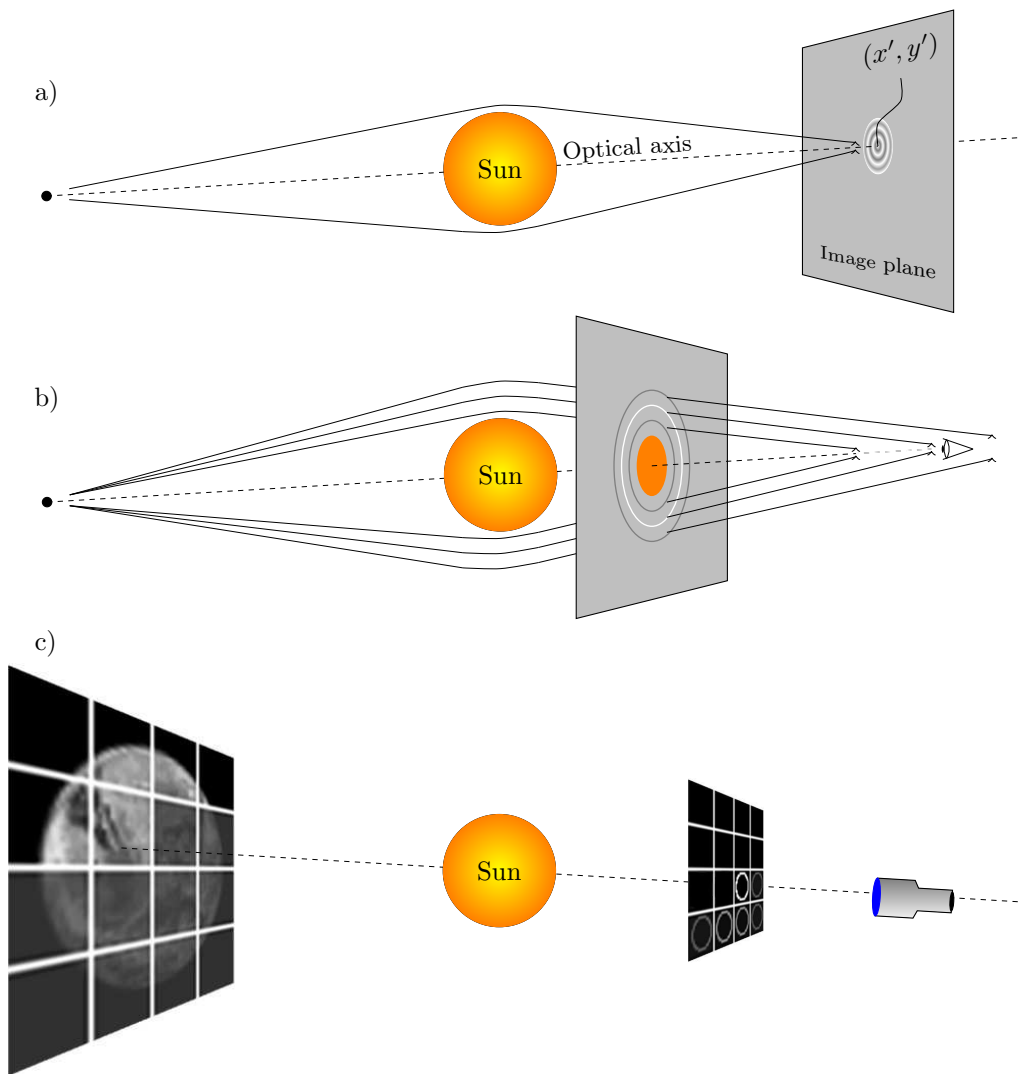 a)
(x′, y′)
Sun
Optical axis
Image plane
b)
Sun
c)
Sun